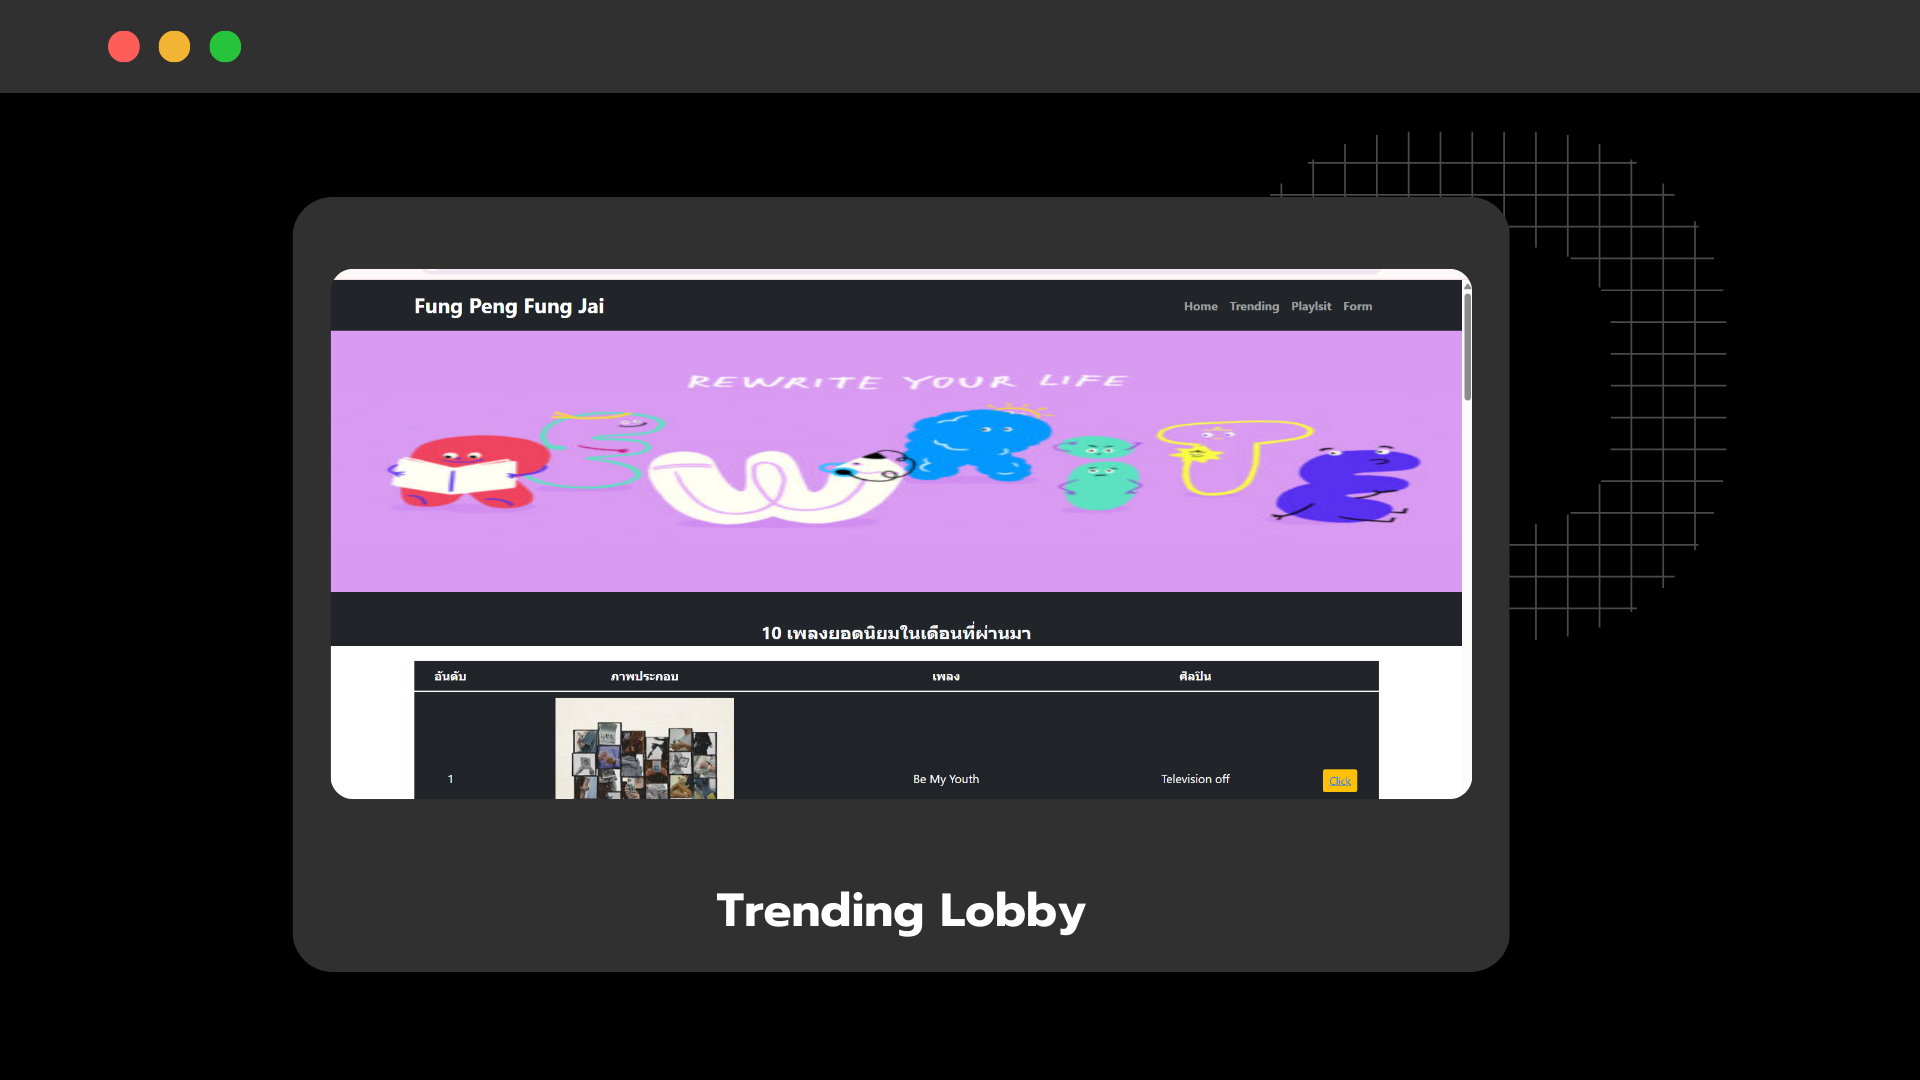 Fung Peng Fung Jai
Home Trending Playlsit Form
REWRITE YOUR LIFE
REWRITE
10 เพลงยอดนิยมในเดือนที่ผ่านมา
อันดับ ภาพประกอบ เพลง ศิลปิน
1 Be My Youth Television off Click
Trending Lobby